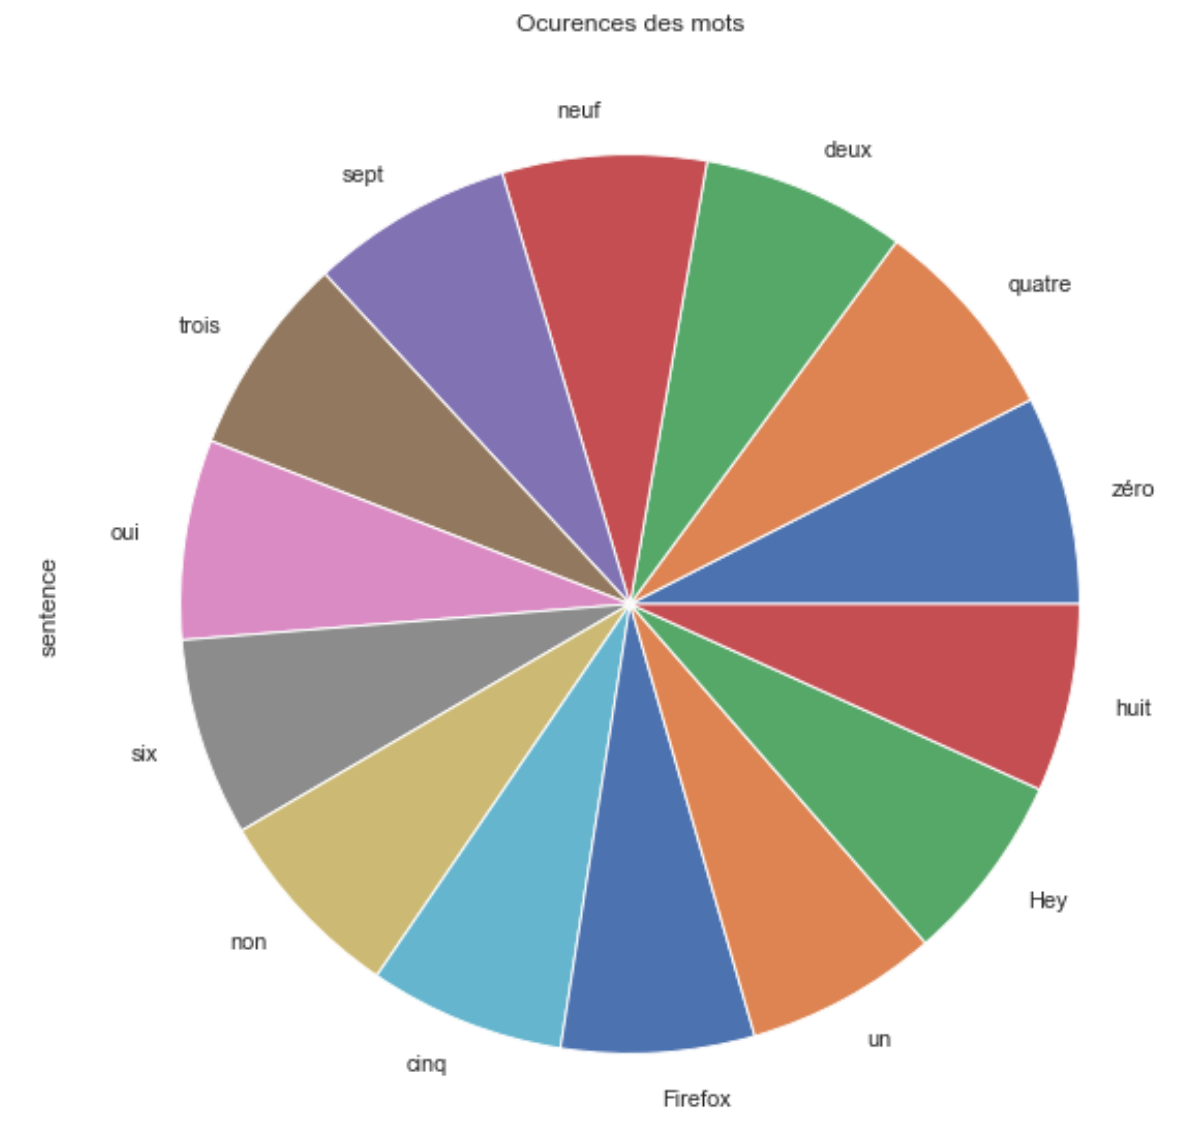 Ocurences des mots
neuf
deux
sept
quatre
trois
zéro
oui
sentence
huit
six
Hey
non
un
cinq
Firefox